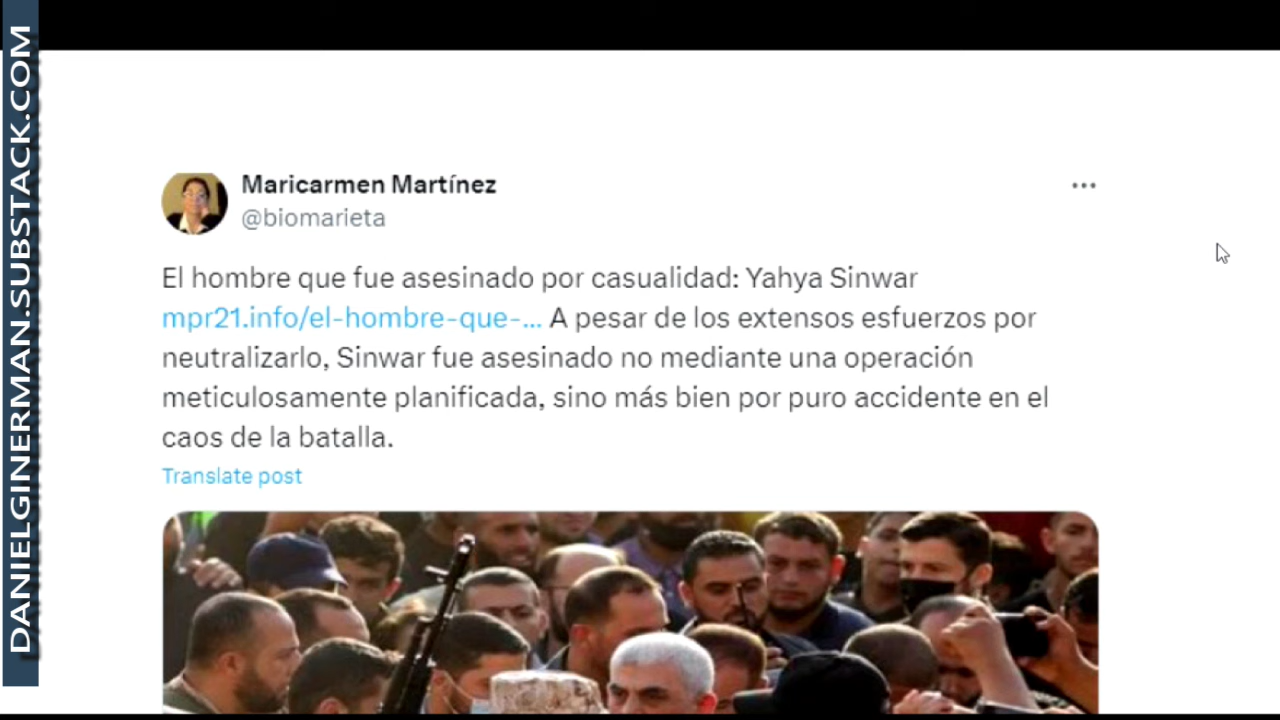 DANIELGINERMAN.SUBSTACK.COM
Maricarmen Martínez
@biomarieta
El hombre que fue asesinado por casualidad: Yahya Sinwar
mpr21.info/el-hombre-que-... A pesar de los extensos esfuerzos por
neutralizarlo, Sinwar fue asesinado no mediante una operación
meticulosamente planificada, sino más bien por puro accidente en el
caos de la batalla.
Translate post